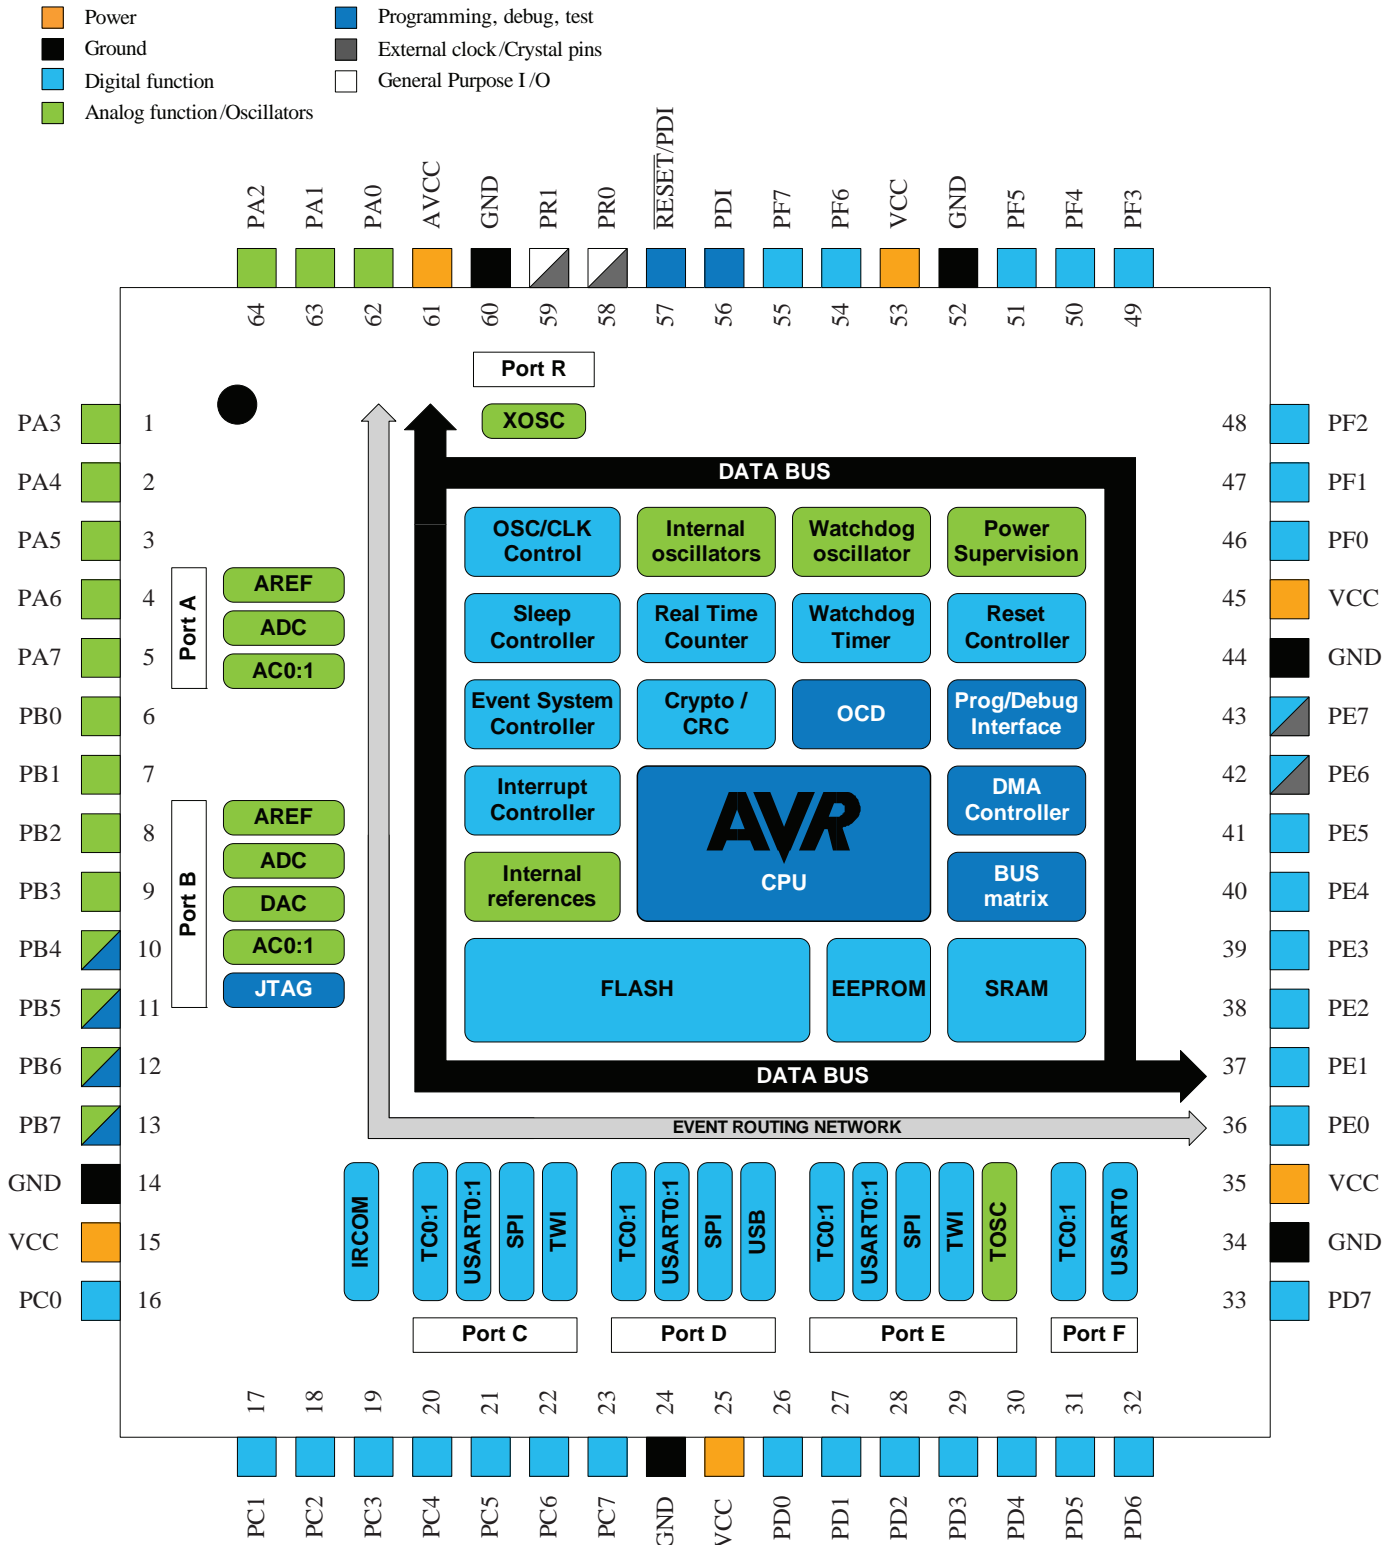 Power
Ground
Digital function
Analog function/Oscillators
Programming, debug, test
External clock/Crystal pins
General Purpose I/O
PA2
PA1
PA0
AVCC
GND
PR1
PR0
RESET/PDI
PDI
PF7
PF6
VCC
GND
PF5
PF4
PF3
64
63
62
61
60
59
58
57
56
55
54
53
52
51
50
49
PA3 1
PA4 2
PA5 3
PA6 4
PA7 5
PB0 6
PB1 7
PB2 8
PB3 9
PB4 10
PB5 11
PB6 12
PB7 13
GND 14
VCC 15
PC0 16
Port A
AREF
ADC
AC0:1
Port B
AREF
ADC
DAC
AC0:1
JTAG
Port R
XOSC
DATA BUS
OSC/CLK
Control
Internal
oscillators
Watchdog
oscillator
Power
Supervision
Sleep
Controller
Real Time
Counter
Watchdog
Timer
Reset
Controller
Event System
Controller
Crypto /
CRC
OCD
Prog/Debug
Interface
Interrupt
Controller
AVR
CPU
DMA
Controller
Internal
references
BUS
matrix
FLASH
EEPROM
SRAM
DATA BUS
EVENT ROUTING NETWORK
IRCOM
TC0:1
USART0:1
SPI
TWI
Port C
TC0:1
USART0:1
SPI
USB
Port D
TC0:1
USART0:1
SPI
TWI
TOSC
Port E
TC0:1
USART0
Port F
48 PF2
47 PF1
46 PF0
45 VCC
44 GND
43 PE7
42 PE6
41 PE5
40 PE4
39 PE3
38 PE2
37 PE1
36 PE0
35 VCC
34 GND
33 PD7
17
18
19
20
21
22
23
24
25
26
27
28
29
30
31
32
PC1
PC2
PC3
PC4
PC5
PC6
PC7
GND
VCC
PD0
PD1
PD2
PD3
PD4
PD5
PD6